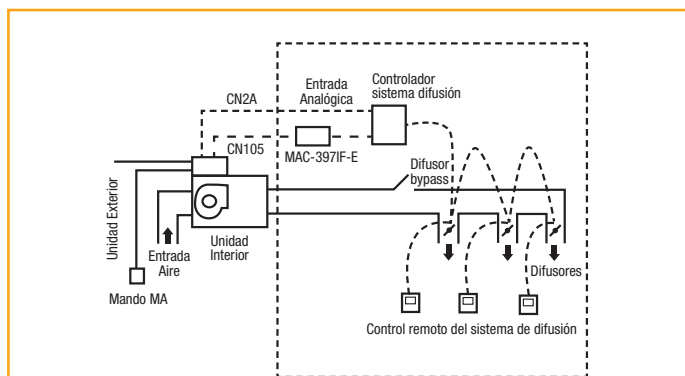 CN2A
Entrada
Analógica
Controlador
sistema difusión
CN105
MAC-397IF-E
Difusor
bypass
Unidad Exterior
Entrada
Aire
Unidad
Interior
Difusores
Mando MA
Control remoto del sistema de difusión